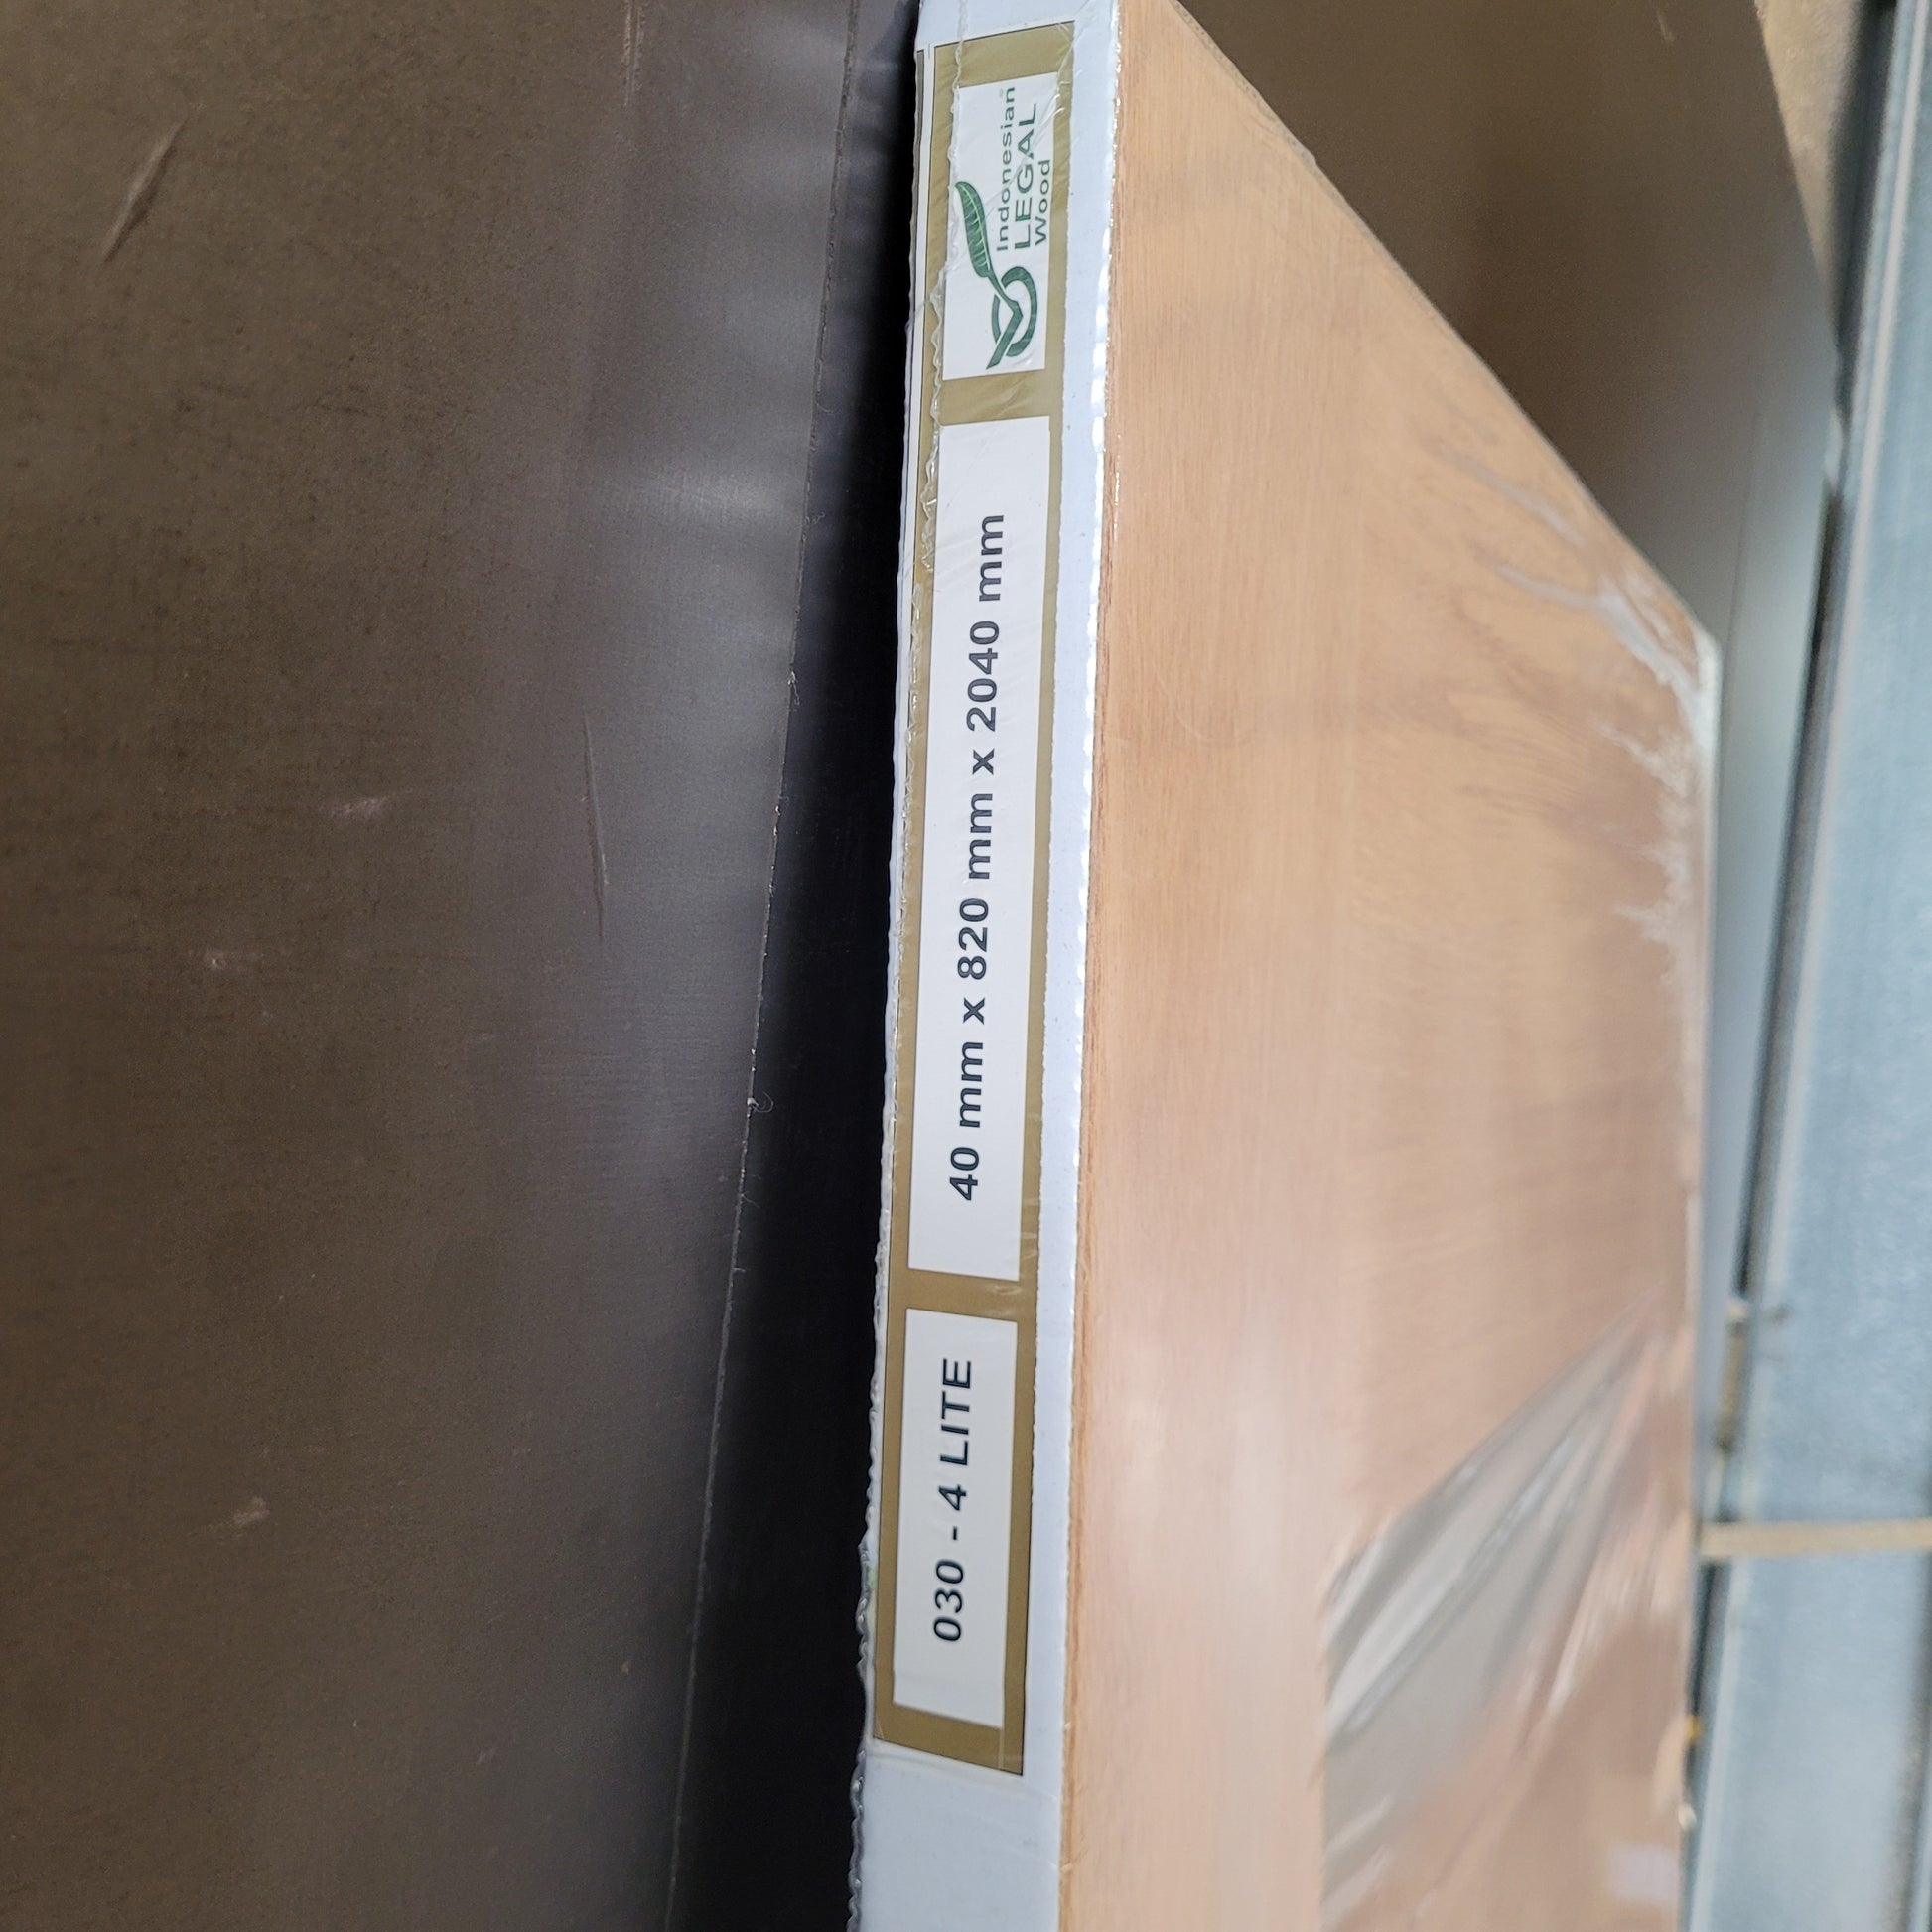 030 - 4 LITE
40 mm x 820 mm x 2040 mm
Indonesian
LEGAL
Wood